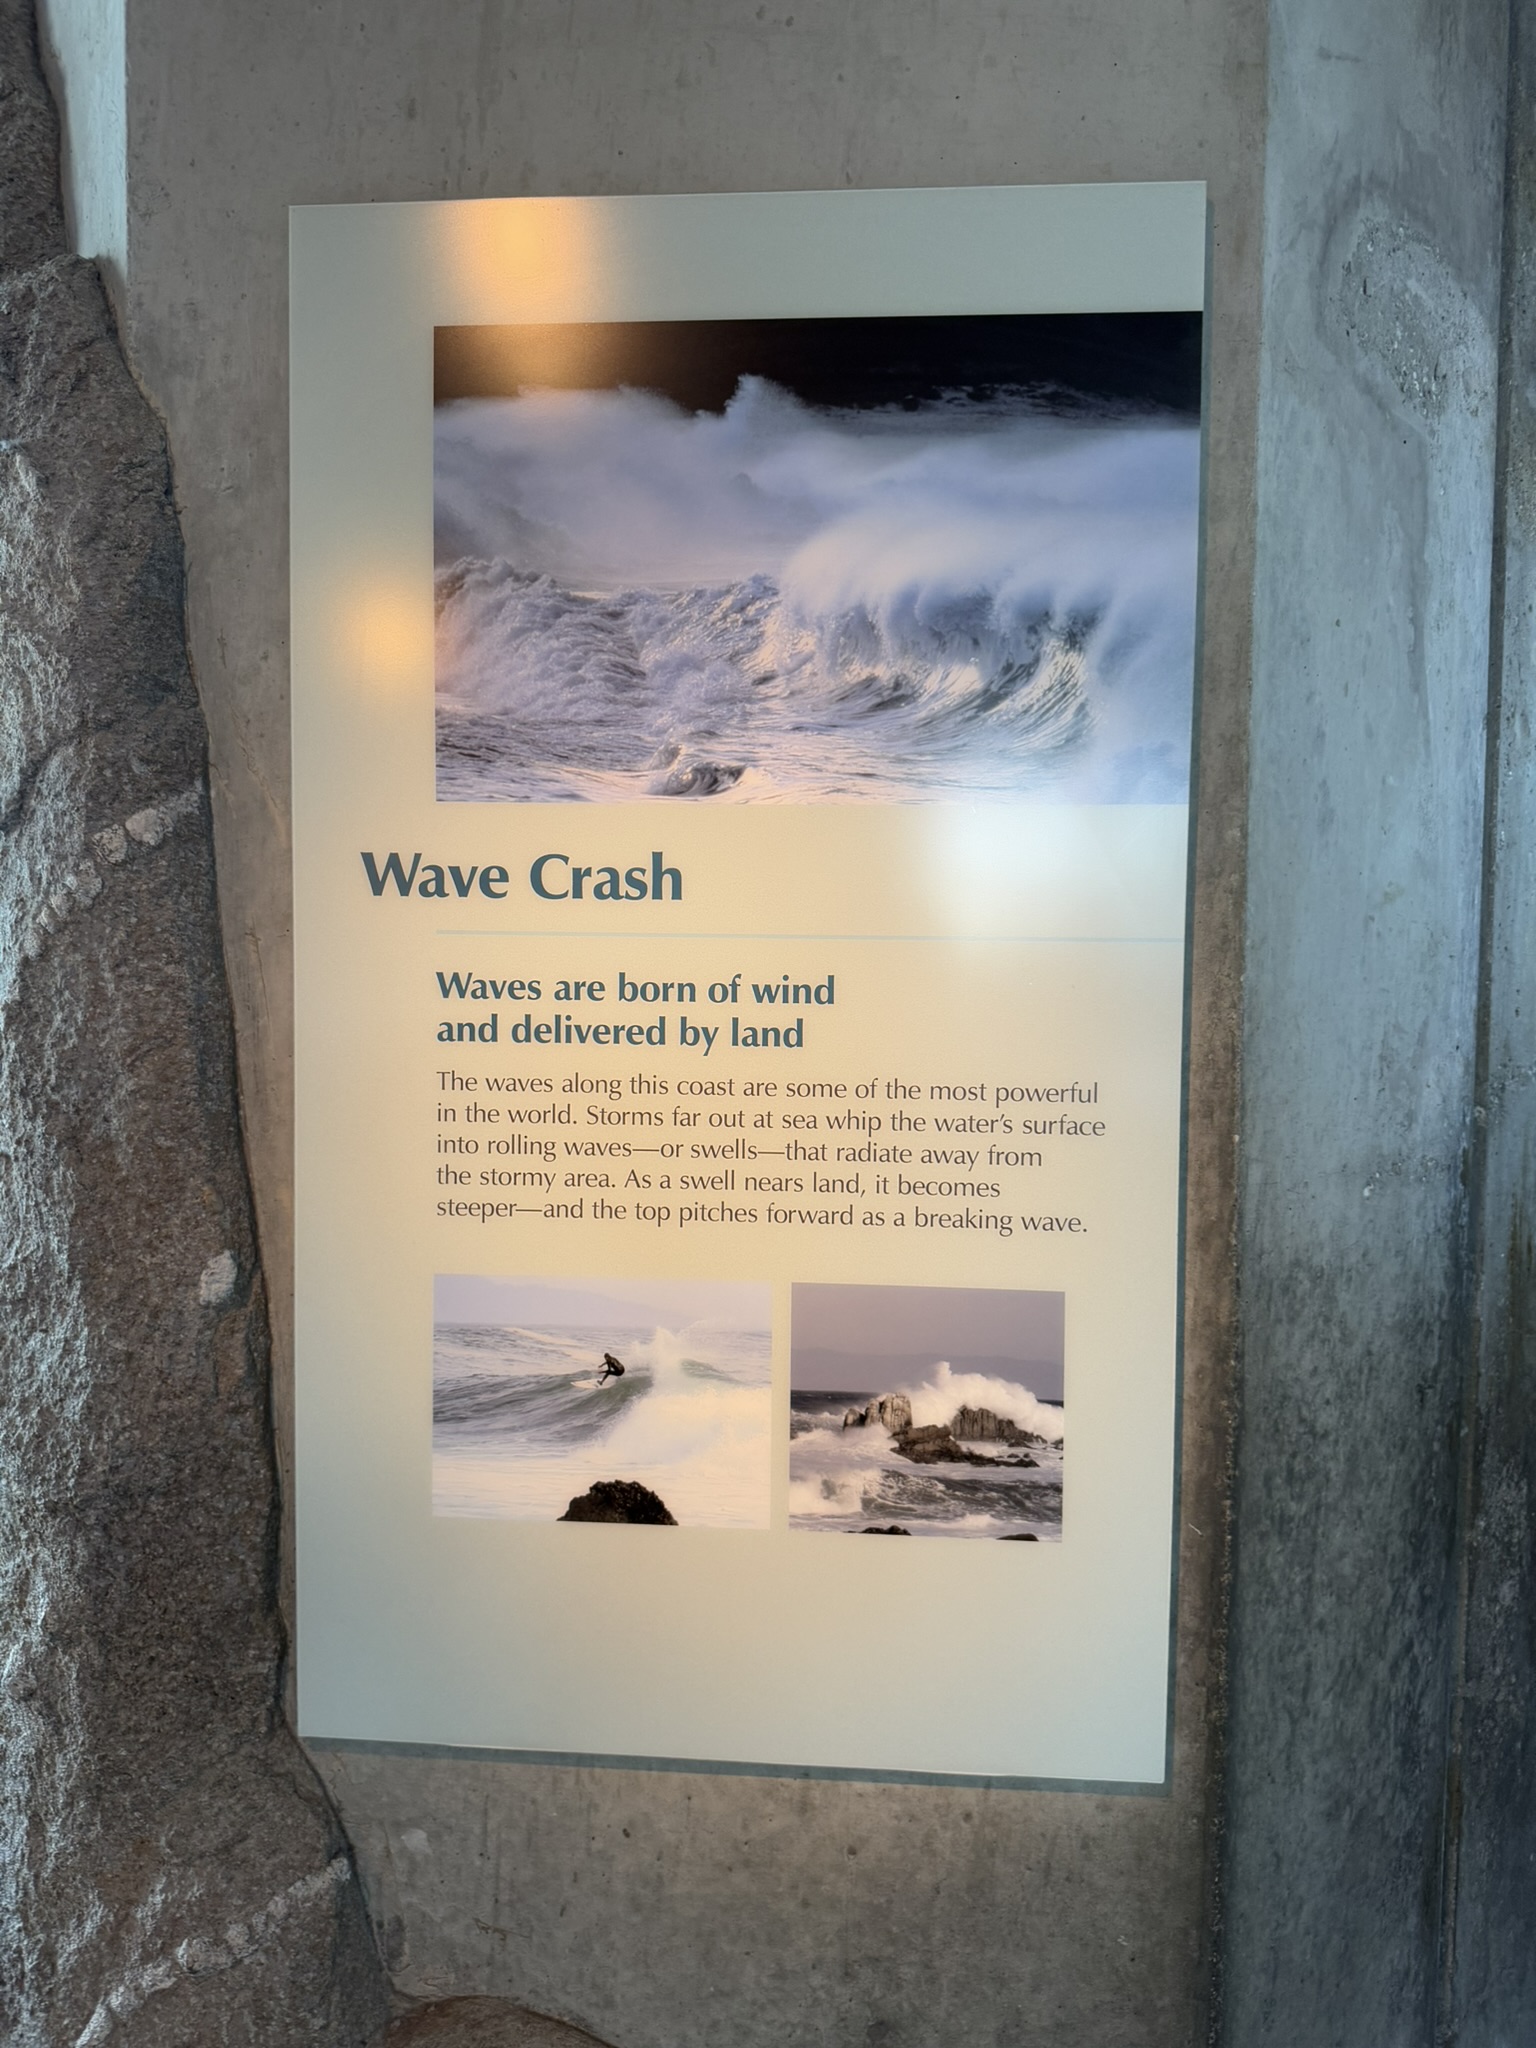 Wave Crash
Waves are born of wind
and delivered by land
The waves along this coast are some of the most powerful
in the world. Storms far out at sea whip the water’s surface
into rolling waves—or swells—that radiate away from
the stormy area. As a swell nears land, it becomes
steeper—and the top pitches forward as a breaking wave.